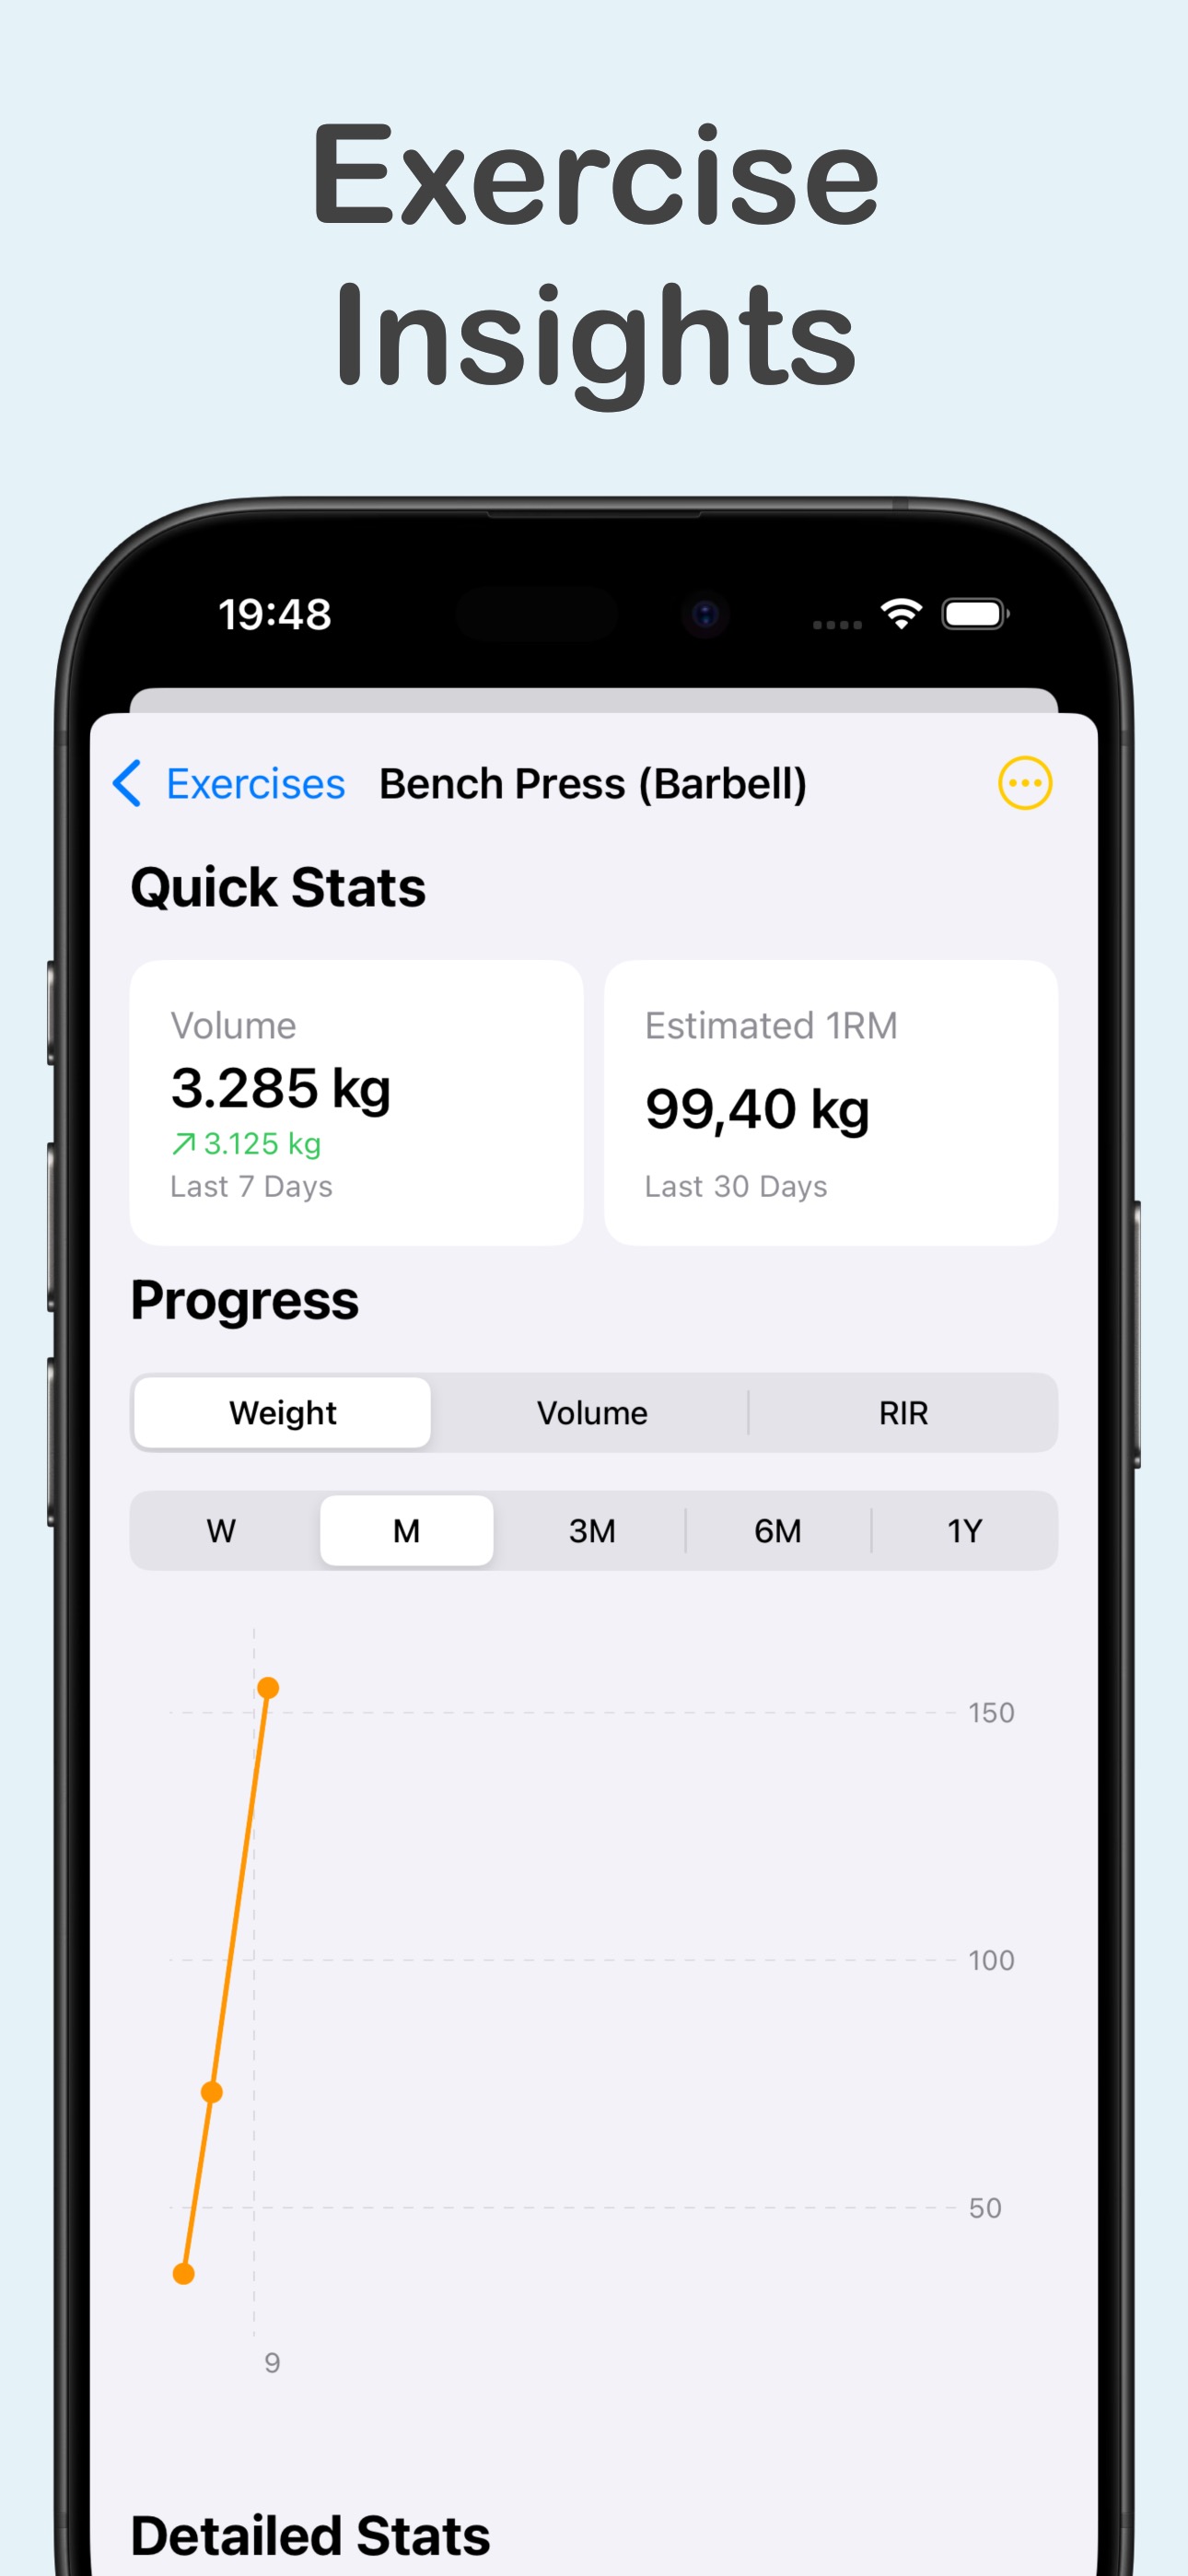 Exercise
Insights
19:48
Exercises Bench Press (Barbell)
Quick Stats
Volume
3.285 kg
3.125 kg
Last 7 Days
Estimated 1RM
99,40 kg
Last 30 Days
Progress
Weight Volume RIR
W M 3M 6M 1Y
150
100
50
9
Detailed Stats